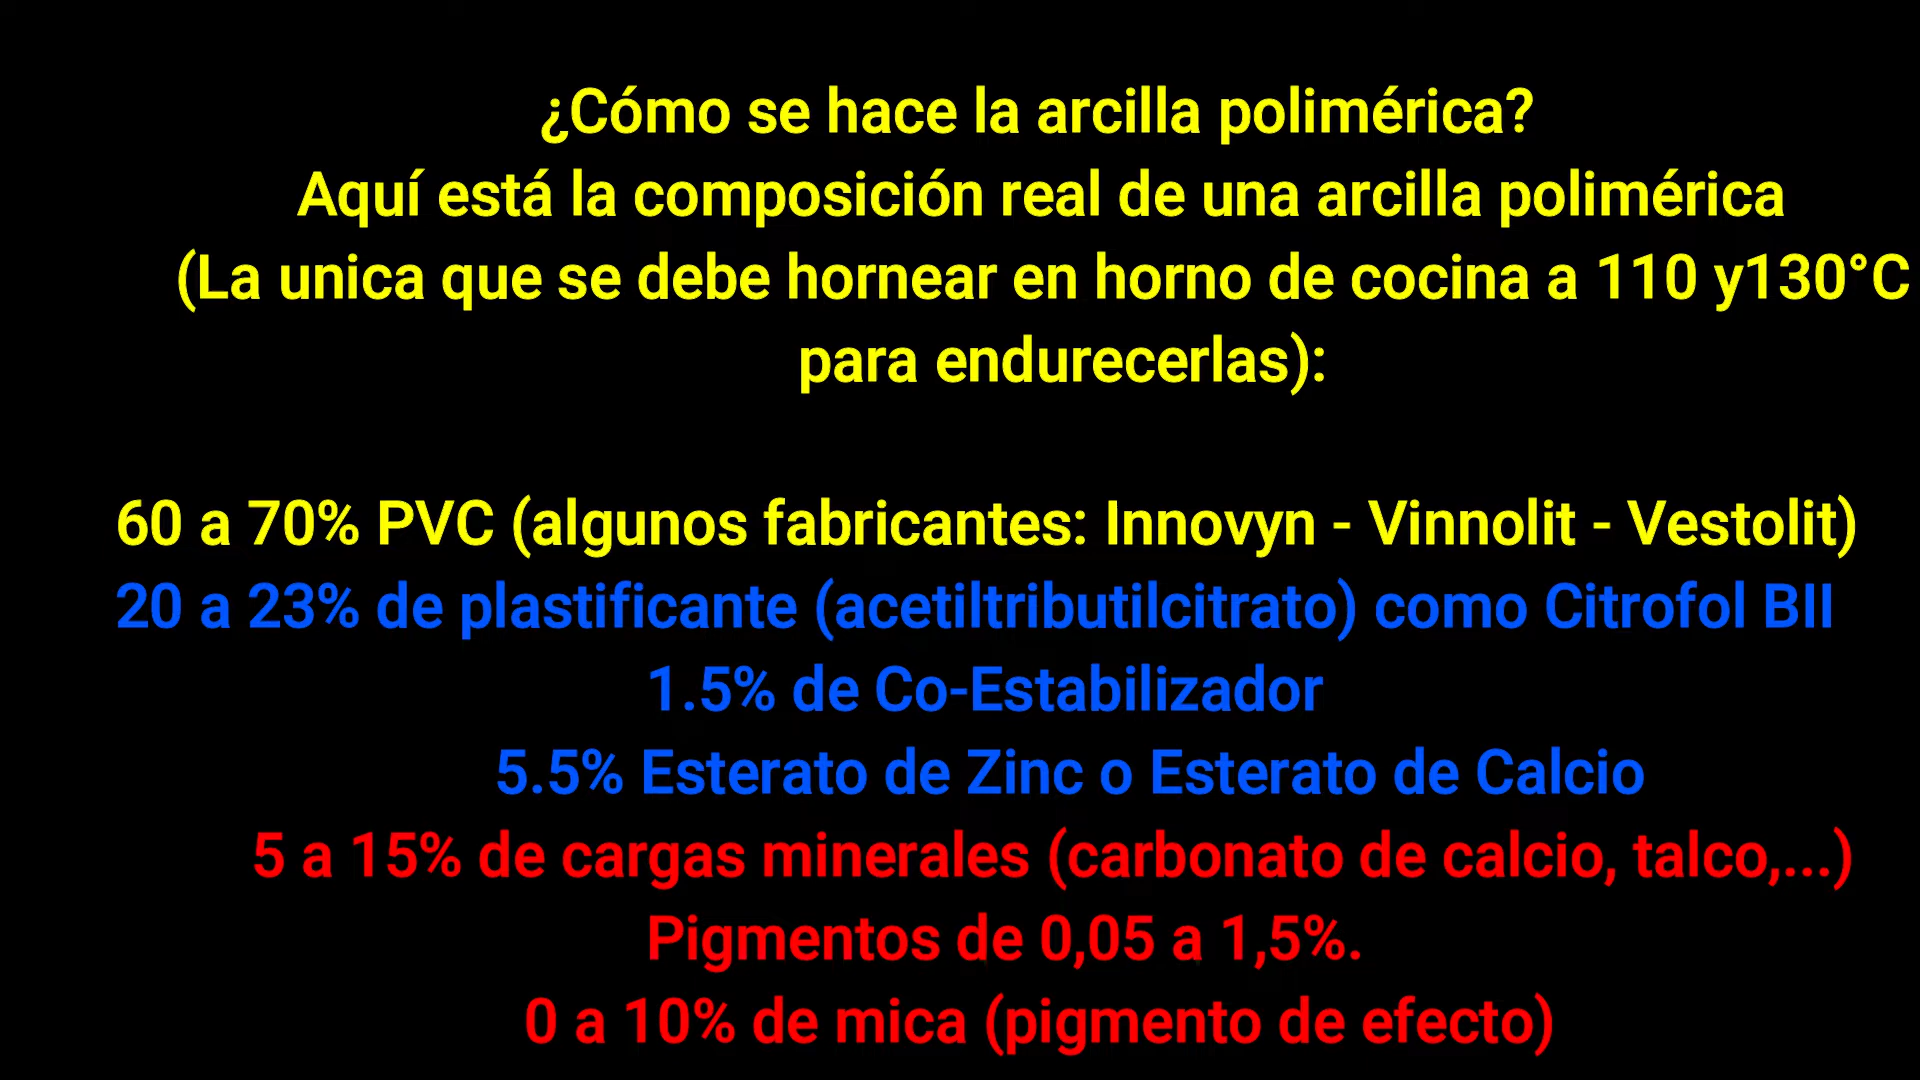 ¿Cómo se hace la arcilla polimérica?
Aquí está la composición real de una arcilla polimérica
(La unica que se debe hornear en horno de cocina a 110 y130°C
para endurecerlas):
60 a 70% PVC (algunos fabricantes: Innovyn - Vinnolit - Vestolit)
20 a 23% de plastificante (acetiltributilcitrato) como Citrofol BII
1.5% de Co-Estabilizador
5.5% Esterato de Zinc o Esterato de Calcio
5 a 15% de cargas minerales (carbonato de calcio, talco,...)
Pigmentos de 0,05 a 1,5%.
0 a 10% de mica (pigmento de efecto)